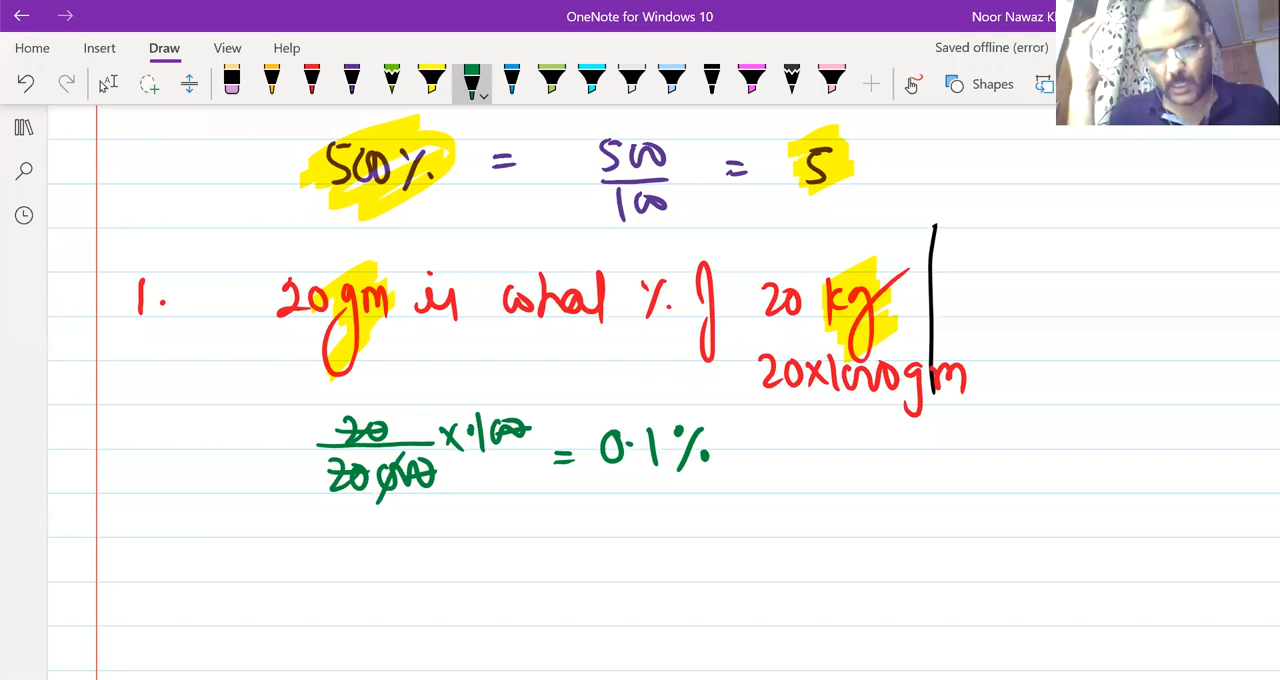 OneNote for Windows 10
Noor Nawaz Kh
Home Insert Draw View Help
Saved offline (error)
Shapes
500% = 500/100 = 5
1. 20gm is what % of 20 kg
20×1000gm
20/20000 ×100 = 0.1%